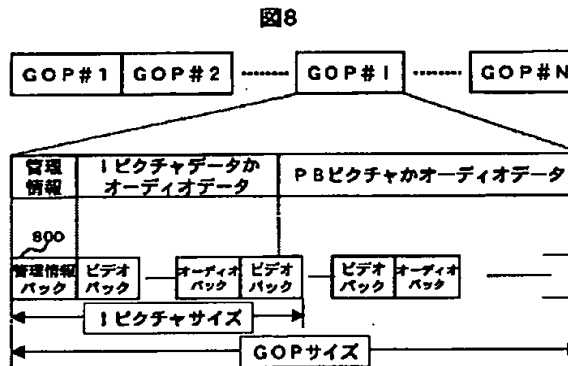 図8
GOP#1 GOP#2 ········ GOP#I ········ GOP#N
管理情報
Iピクチャデータか
オーディオデータ
PBピクチャかオーディオデータ
800
管理情報
パック
ビデオ
パック
オーディオ
パック
ビデオ
パック
ビデオ
パック
オーディオ
パック
Iピクチャサイズ
GOPサイズ